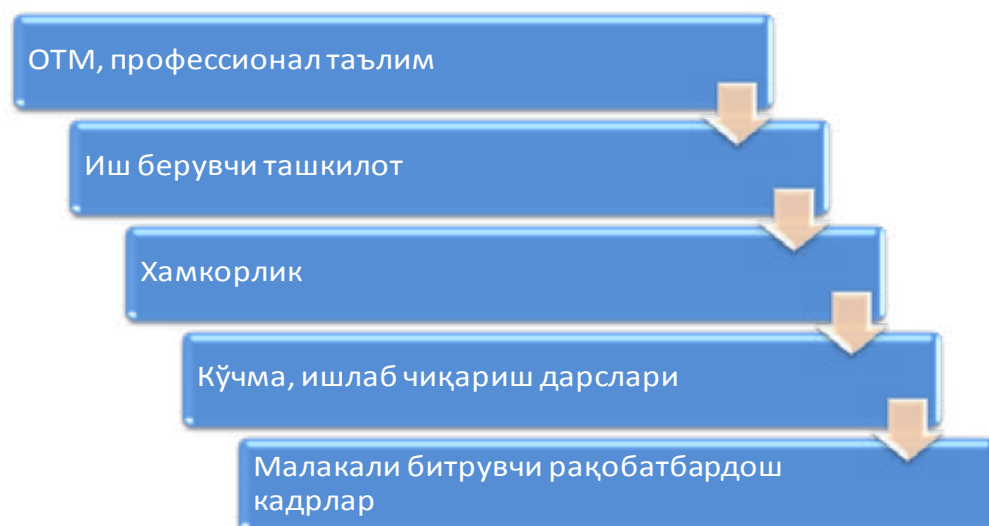 ОТМ, профессионал таълим
Иш берувчи ташкилот
Хамкорлик
Кўчма, ишлаб чиқариш дарслари
Малакали битрувчи рақобатбардош
кадрлар